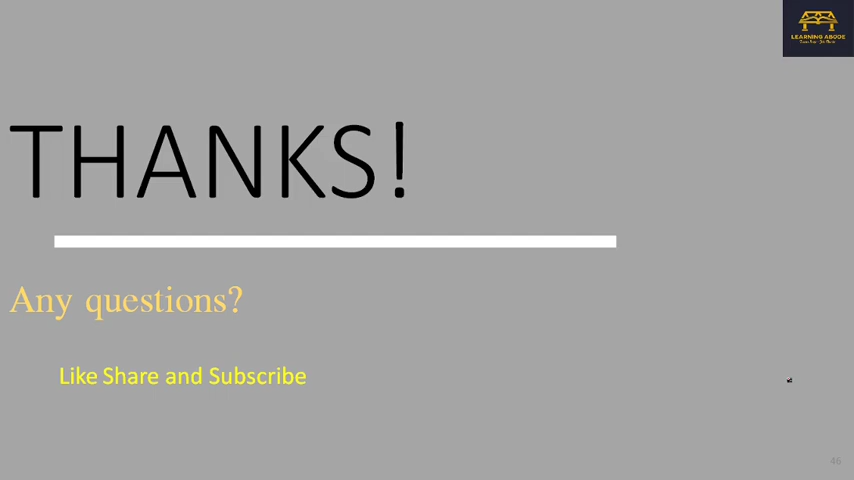 LEARNING ABODE
THANKS!
Any questions?
Like Share and Subscribe
46